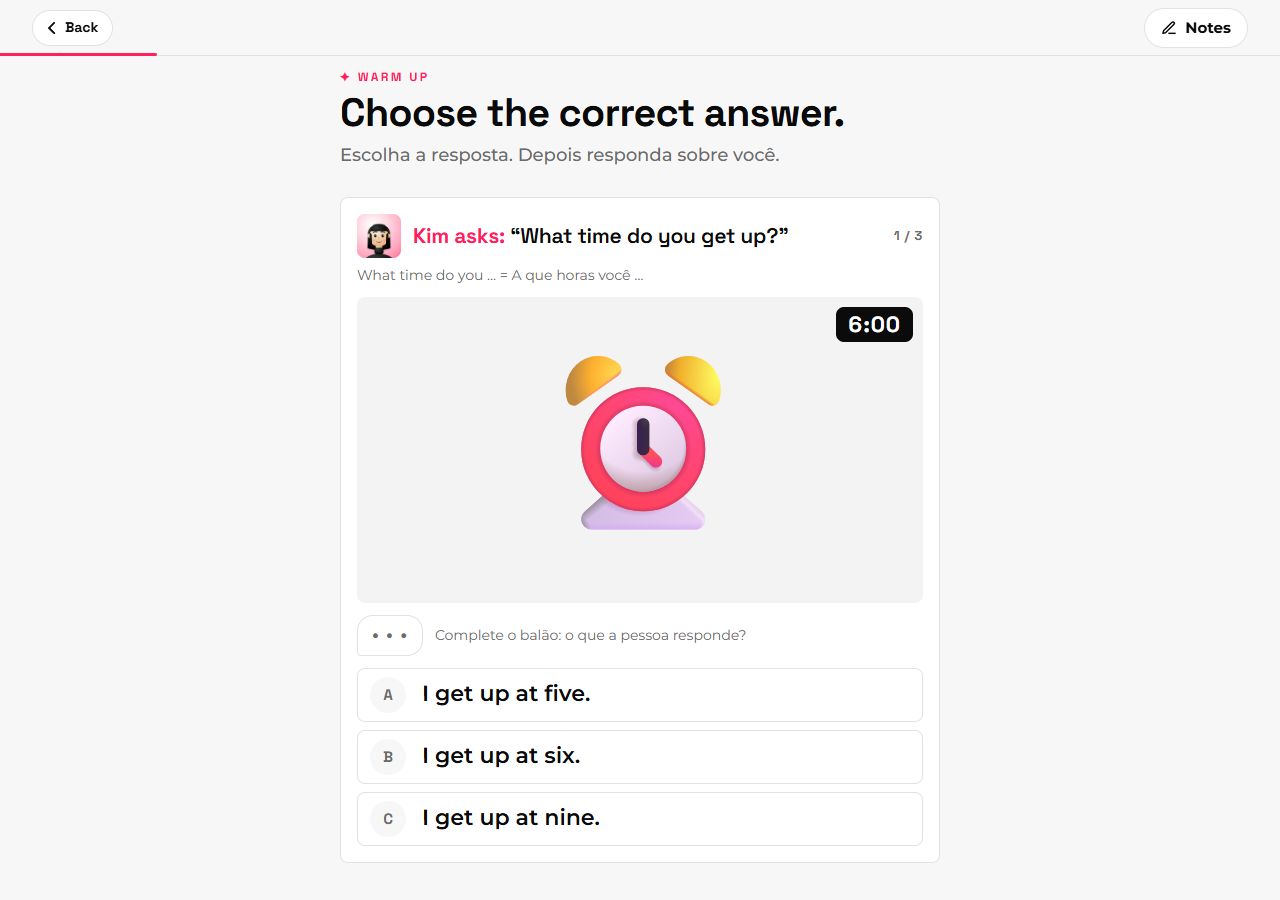 Back
Notes
WARM UP
Choose the correct answer.
Escolha a resposta. Depois responda sobre você.
Kim asks: “What time do you get up?”
1 / 3
What time do you ... = A que horas você ...
6:00
Complete o balão: o que a pessoa responde?
A I get up at five.
B I get up at six.
C I get up at nine.